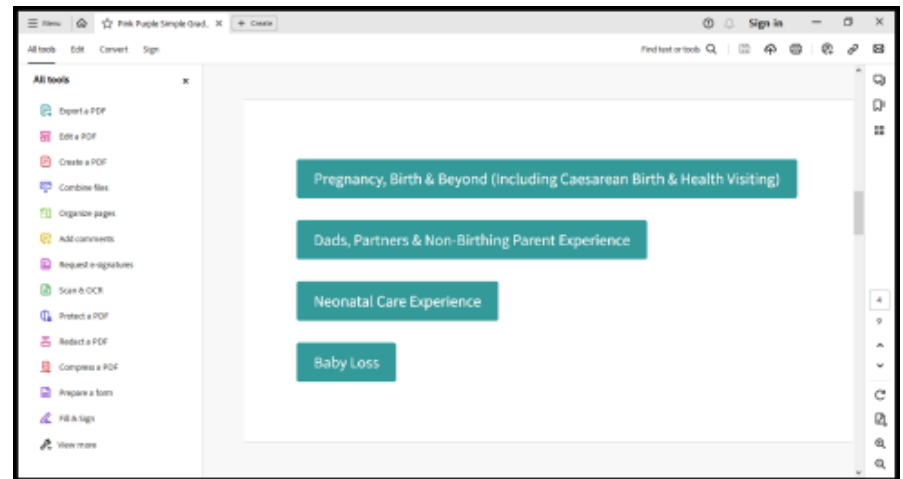 Menu
Pink Purple Simple Grad...
+ Create
Sign in
All tools Edit Convert Sign
Find text or tools
All tools
Export a PDF
Edit a PDF
Create a PDF
Combine files
Organize pages
Add comments
Request e-signatures
Scan & OCR
Protect a PDF
Redact a PDF
Compress a PDF
Prepare a form
Fill & Sign
View more
Pregnancy, Birth & Beyond (Including Caesarean Birth & Health Visiting)
Dads, Partners & Non-Birthing Parent Experience
Neonatal Care Experience
Baby Loss
4
9